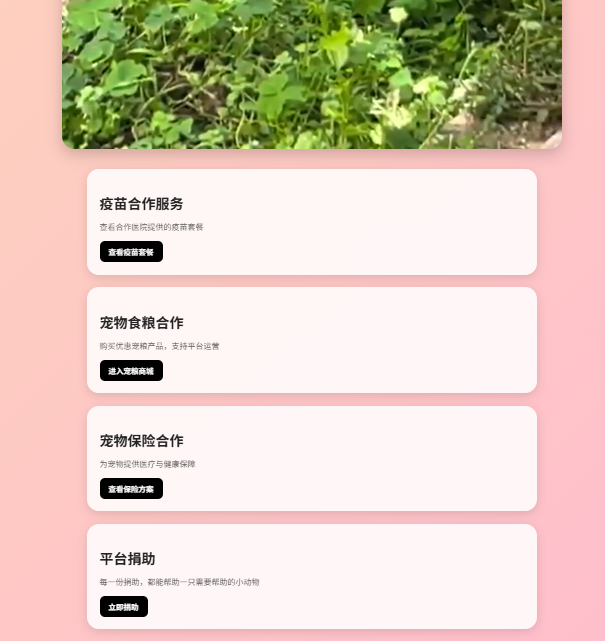 疫苗合作服务
查看合作医院提供的疫苗套餐
查看疫苗套餐
宠物食粮合作
购买优惠宠粮产品，支持平台运营
进入宠粮商城
宠物保险合作
为宠物提供医疗与健康保障
查看保险方案
平台捐助
每一份捐助，都能帮助一只需要帮助的小动物
立即捐助